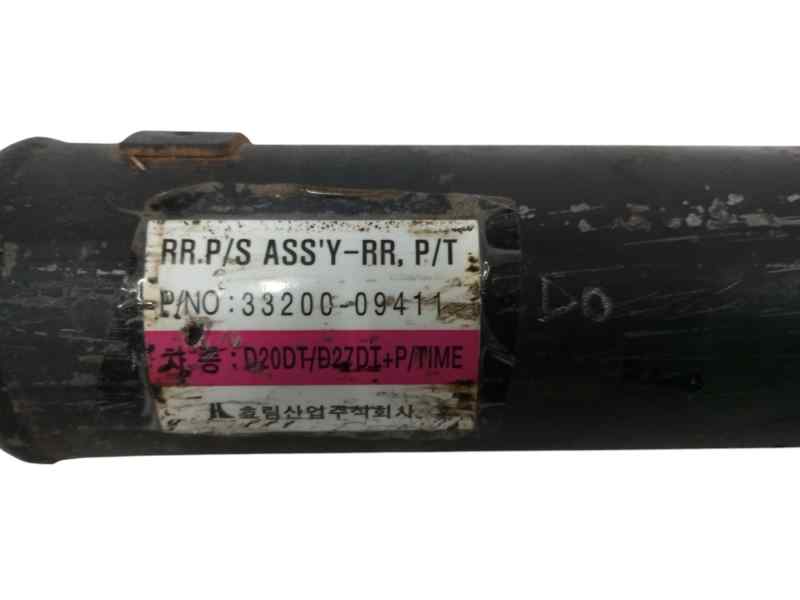 RR.P/S ASS'Y-RR, P/T
P/NO : 33200-09411
차 종 : D20DT/D27DT+P/TIME
효림산업주식회사